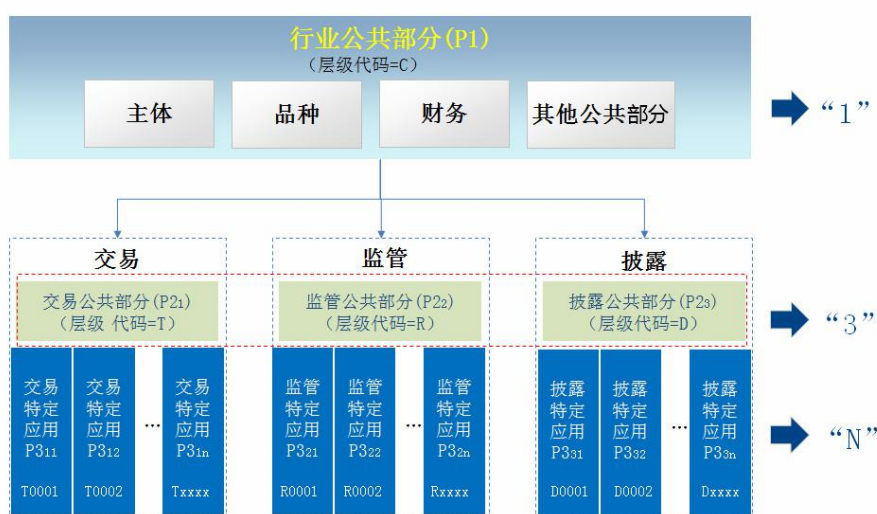 行业公共部分(P1)
（层级代码=C）
主体
品种
财务
其他公共部分
“1”
交易
监管
披露
交易公共部分(P2₁)
（层级 代码=T）
监管公共部分(P2₂)
（层级代码=R）
披露公共部分(P2₃)
（层级代码=D）
“3”
交易
特定
应用
P3₁₁
T0001
交易
特定
应用
P3₁₂
T0002
...
交易
特定
应用
P3₁ₙ
Txxxx
监管
特定
应用
P3₂₁
R0001
监管
特定
应用
P3₂₂
R0002
...
监管
特定
应用
P3₂ₙ
Rxxxx
披露
特定
应用
P3₃₁
D0001
披露
特定
应用
P3₃₂
D0002
...
披露
特定
应用
P3₃ₙ
Dxxxx
“N”